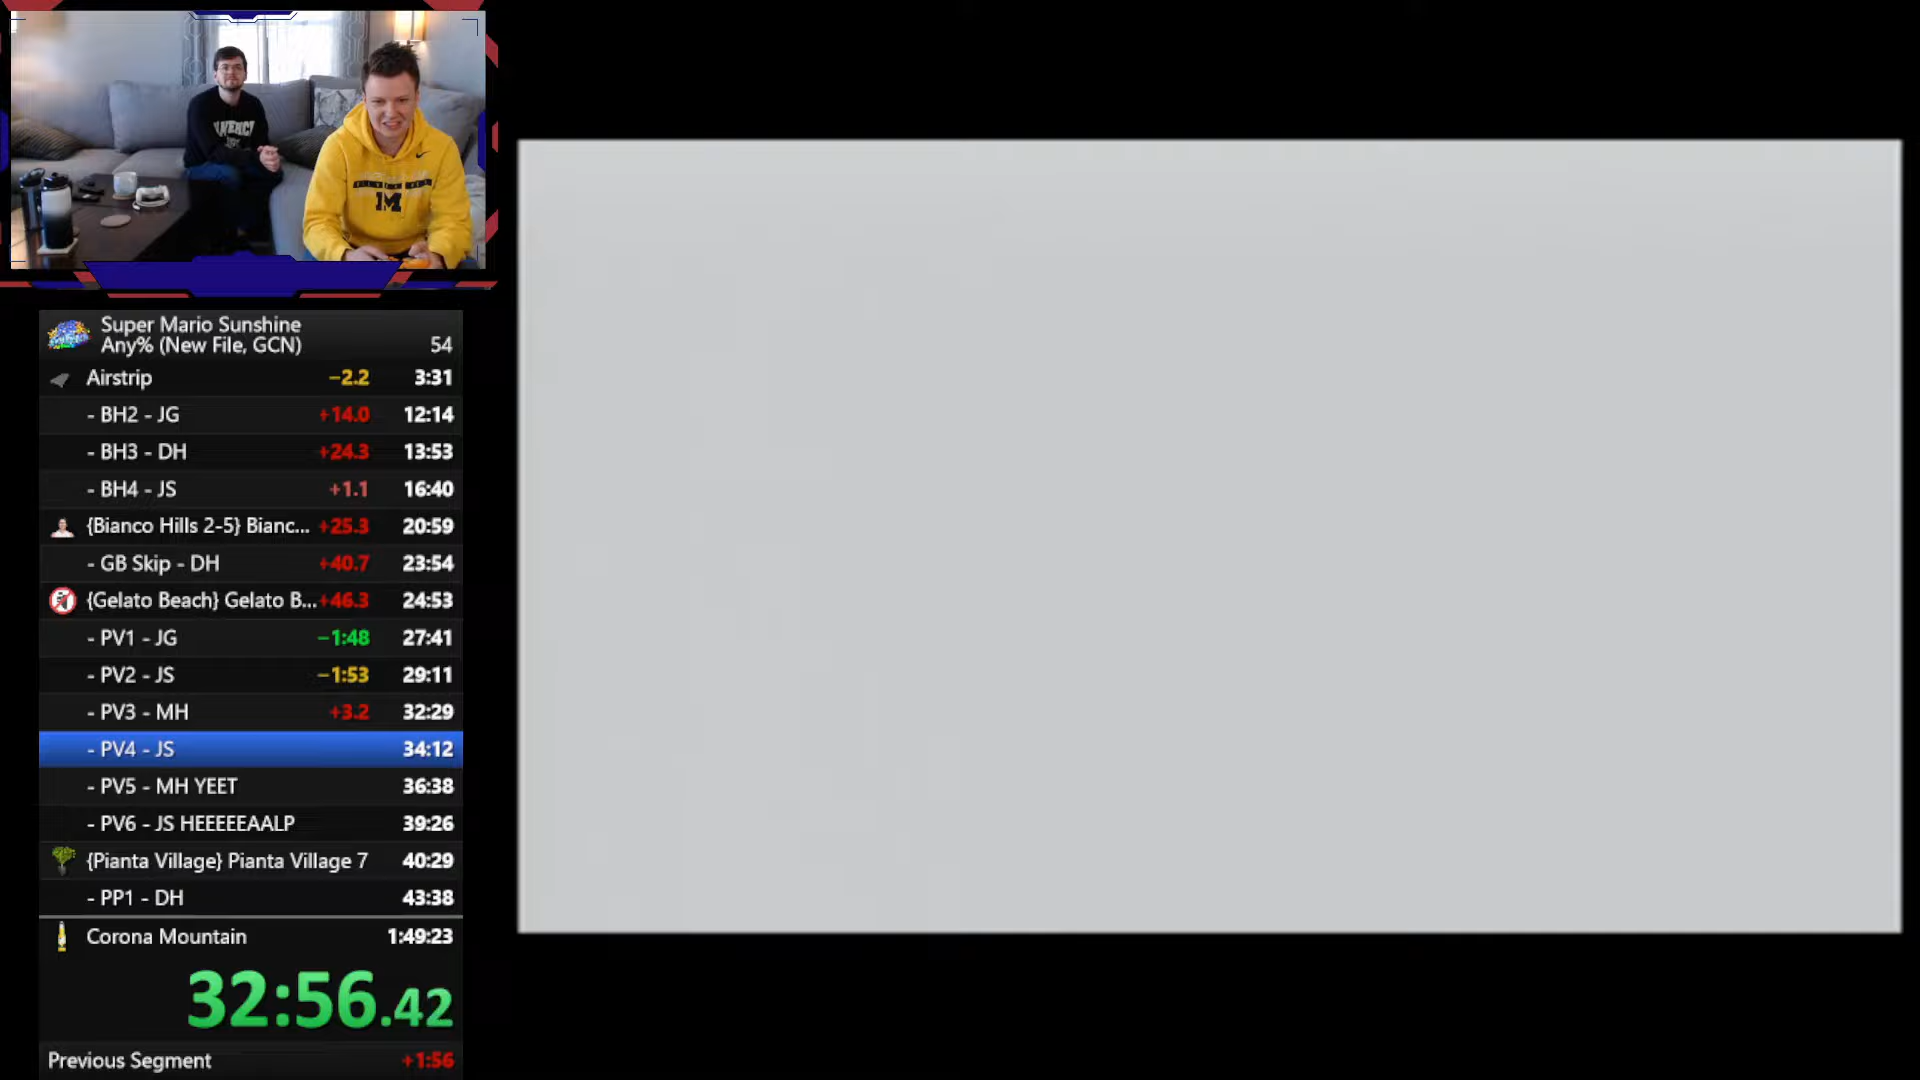 Super Mario Sunshine
Any% (New File, GCN) 54
Airstrip −2.2 3:31
- BH2 - JG +14.0 12:14
- BH3 - DH +24.3 13:53
- BH4 - JS +1.1 16:40
{Bianco Hills 2-5} Bianc... +25.3 20:59
- GB Skip - DH +40.7 23:54
{Gelato Beach} Gelato B... +46.3 24:53
- PV1 - JG −1:48 27:41
- PV2 - JS −1:53 29:11
- PV3 - MH +3.2 32:29
- PV4 - JS 34:12
- PV5 - MH YEET 36:38
- PV6 - JS HEEEEEAALP 39:26
{Pianta Village} Pianta Village 7 40:29
- PP1 - DH 43:38
Corona Mountain 1:49:23
32:56.42
Previous Segment +1:56
M